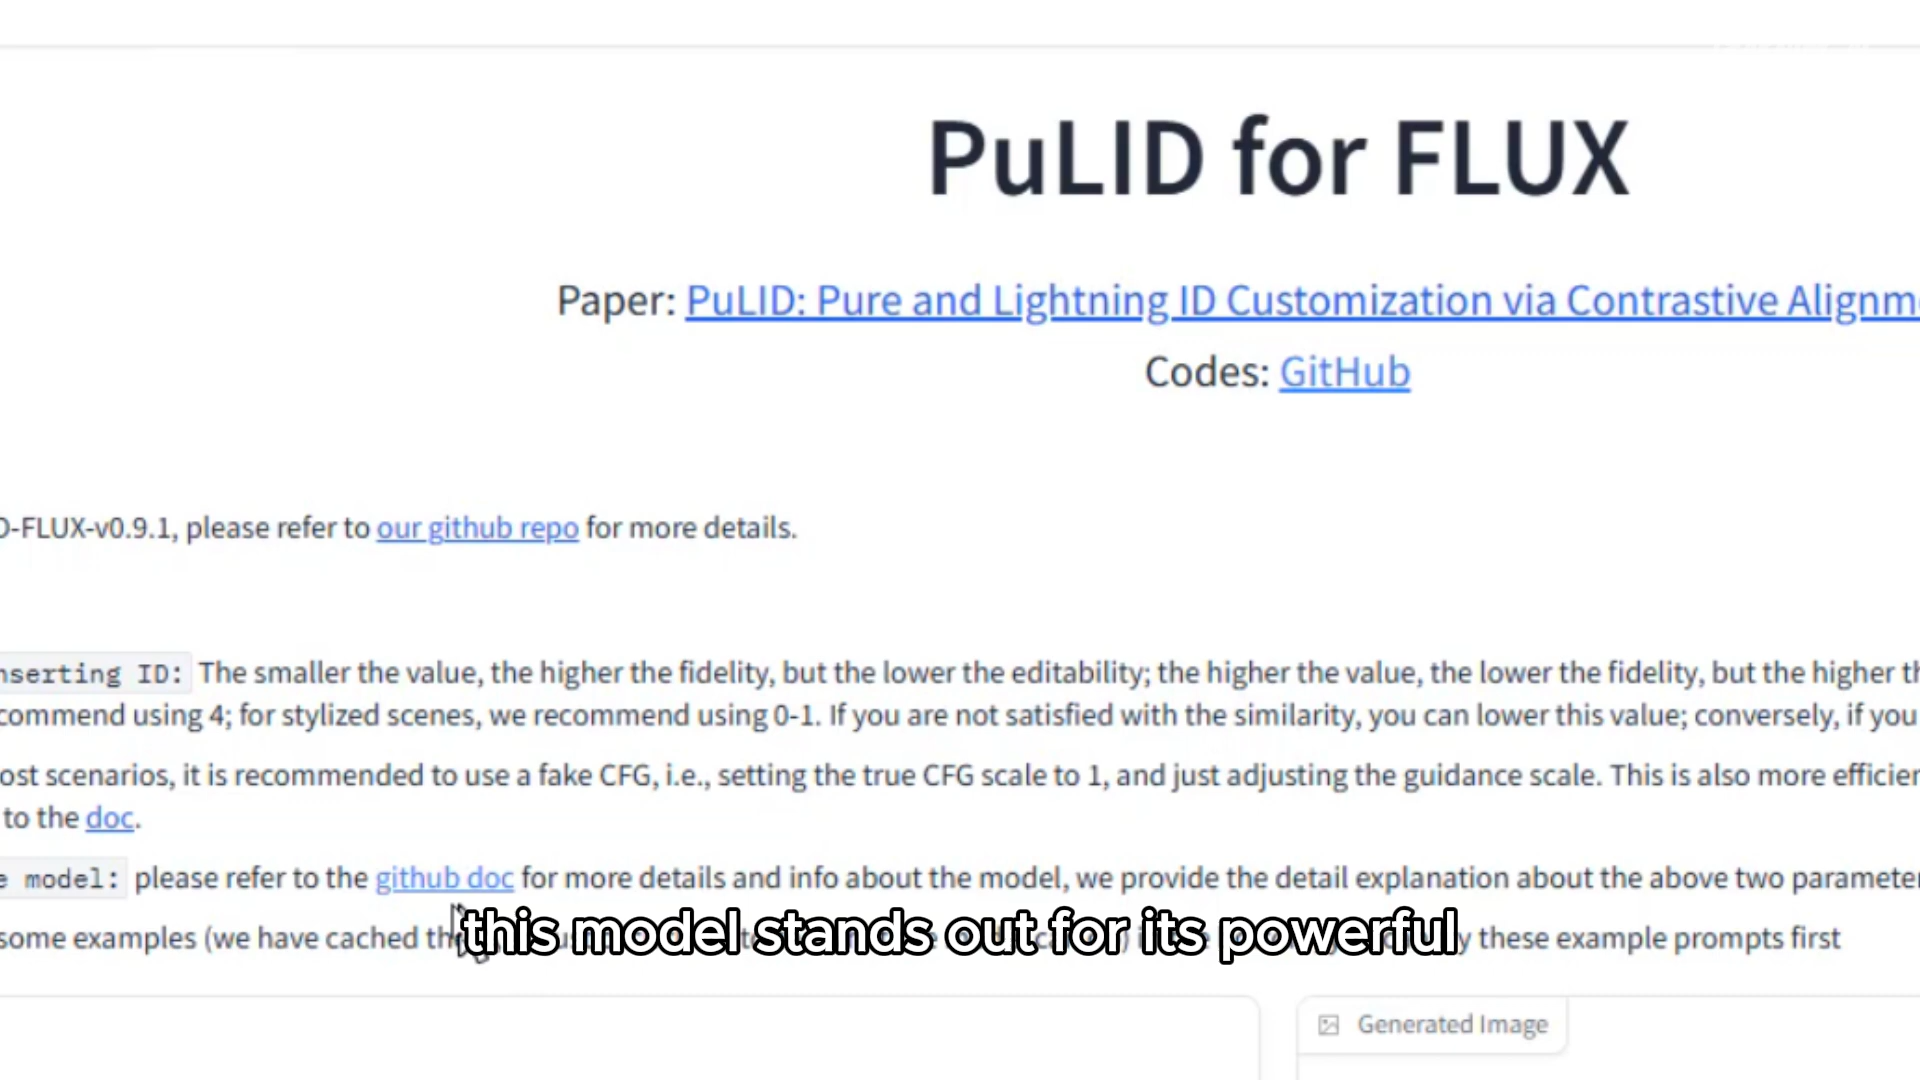 PuLID for FLUX
Paper: PuLID: Pure and Lightning ID Customization via Contrastive Alignm
Codes: GitHub
D-FLUX-v0.9.1, please refer to our github repo for more details.
nserting ID: The smaller the value, the higher the fidelity, but the lower the editability; the higher the value, the lower the fidelity, but the higher th
commend using 4; for stylized scenes, we recommend using 0-1. If you are not satisfied with the similarity, you can lower this value; conversely, if you
ost scenarios, it is recommended to use a fake CFG, i.e., setting the true CFG scale to 1, and just adjusting the guidance scale. This is also more efficien
to the doc.
e model: please refer to the github doc for more details and info about the model, we provide the detail explanation about the above two parameter
some examples (we have cached these example prompts first
this model stands out for its powerful
Generated Image